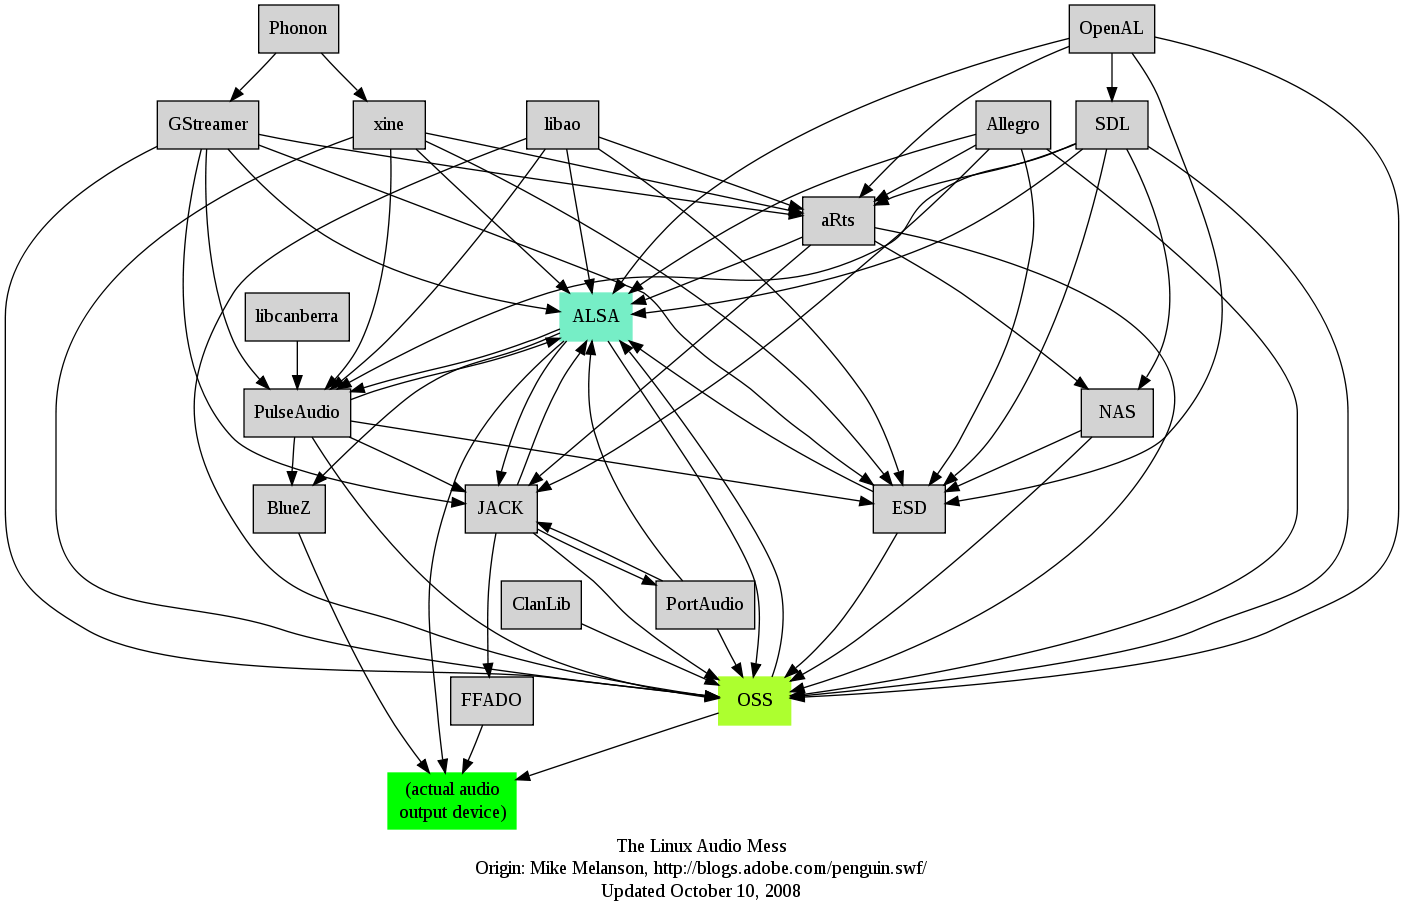 Phonon
OpenAL
GStreamer
xine
libao
Allegro
SDL
aRts
libcanberra
ALSA
PulseAudio
NAS
BlueZ
JACK
ESD
ClanLib
PortAudio
FFADO
OSS
(actual audio
output device)
The Linux Audio Mess
Origin: Mike Melanson, http://blogs.adobe.com/penguin.swf/
Updated October 10, 2008